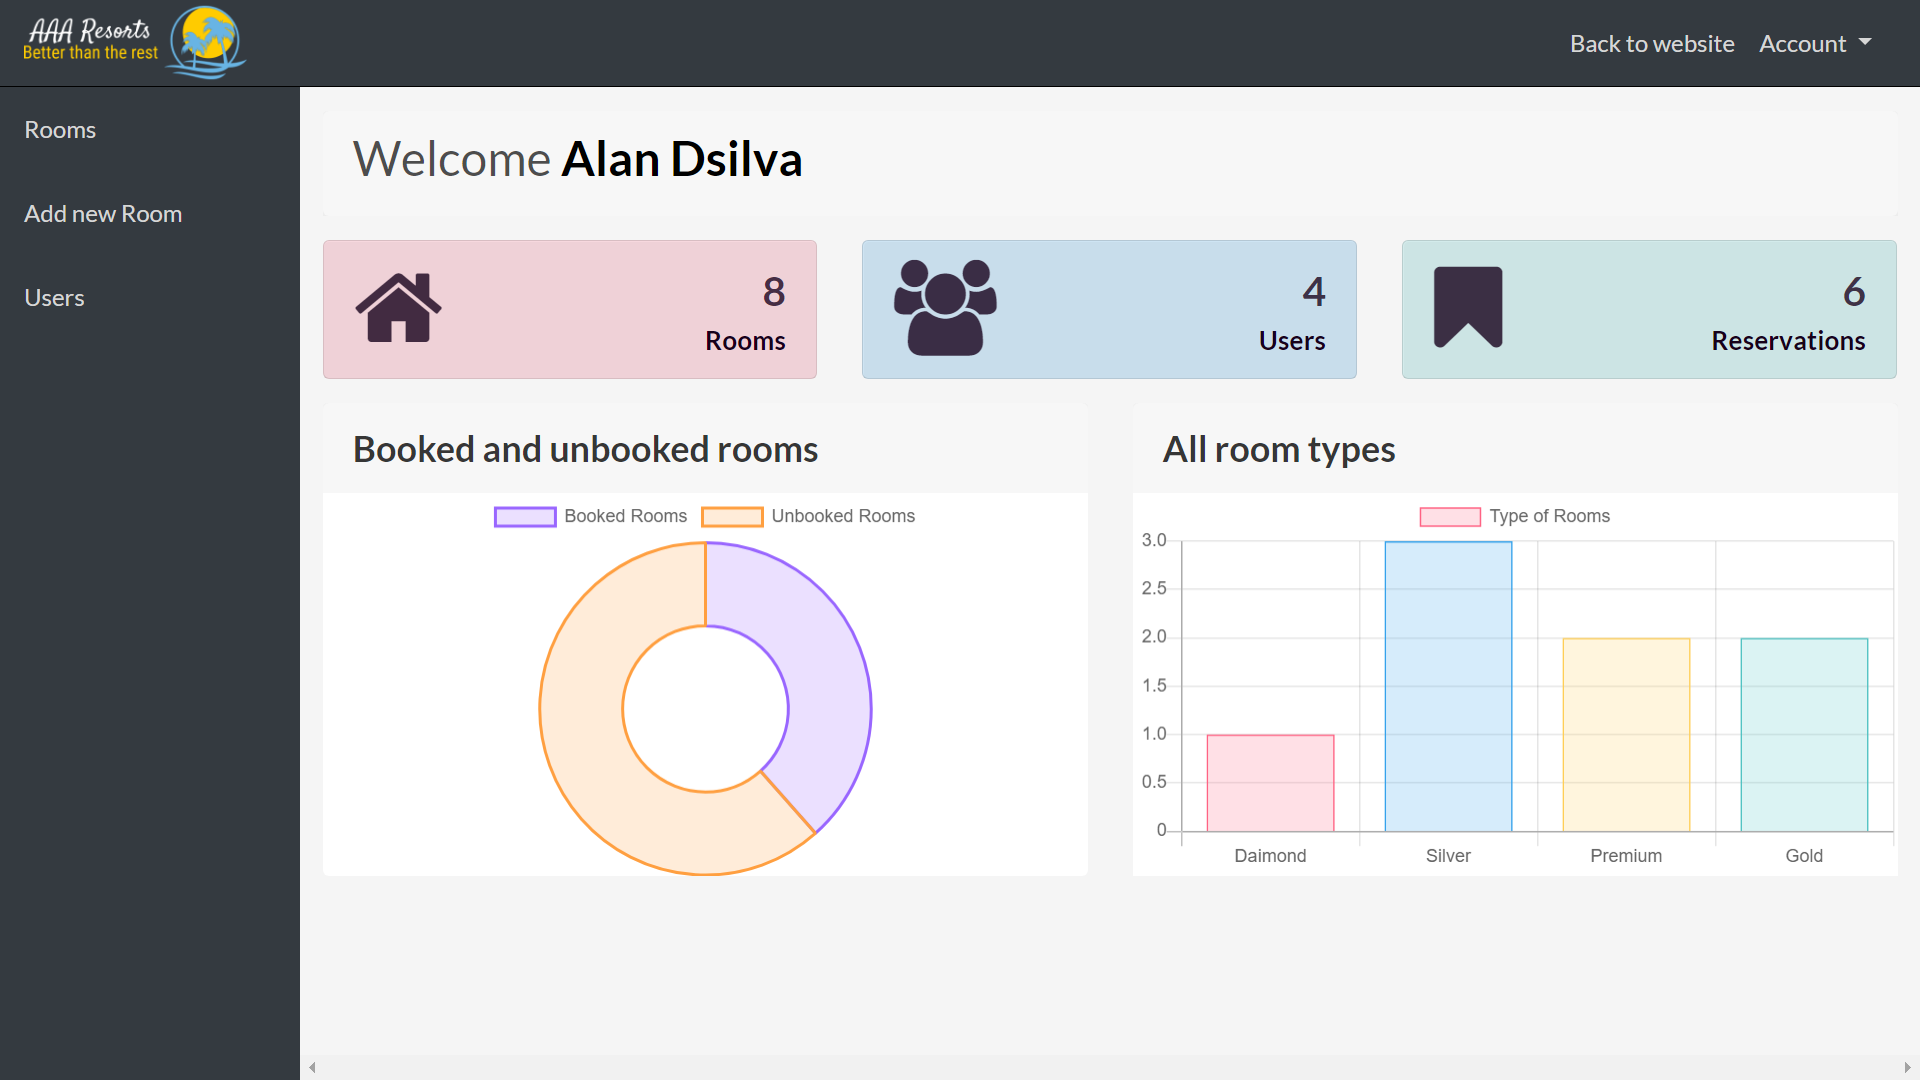 AAA Resorts
Better than the rest
Back to website
Account
Rooms
Add new Room
Users
Welcome Alan Dsilva
8
Rooms
4
Users
6
Reservations
Booked and unbooked rooms
Booked Rooms
Unbooked Rooms
All room types
Type of Rooms
3.0
2.5
2.0
1.5
1.0
0.5
0
Daimond
Silver
Premium
Gold